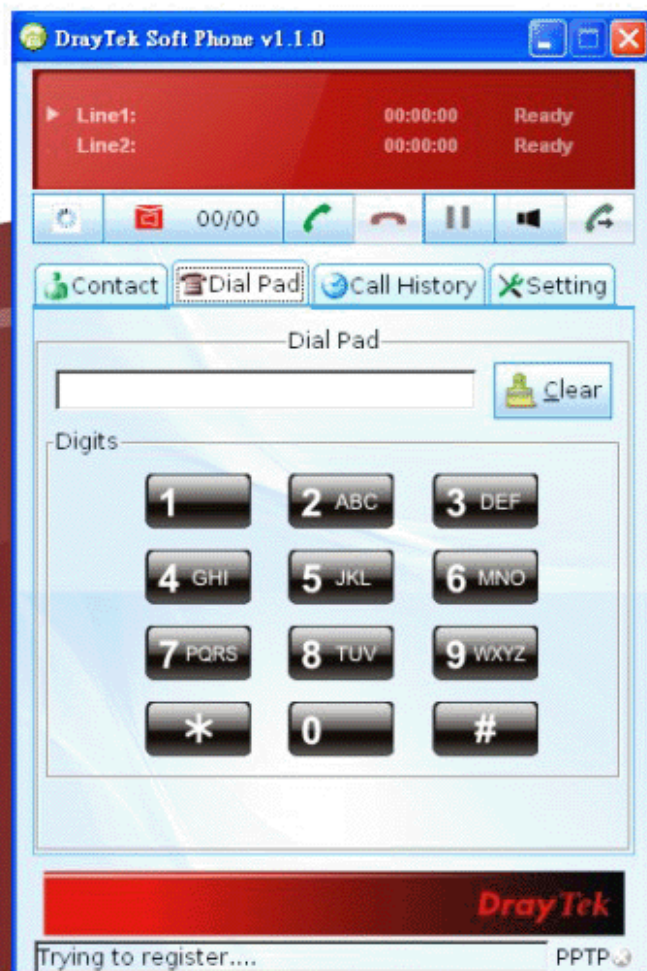 DrayTek Soft Phone v1.1.0
Line1: 00:00:00 Ready
Line2: 00:00:00 Ready
00/00
Contact Dial Pad Call History Setting
Dial Pad
Clear
Digits
1 2 ABC 3 DEF
4 GHI 5 JKL 6 MNO
7 PQRS 8 TUV 9 WXYZ
* 0 #
DrayTek
Trying to register.... PPTP